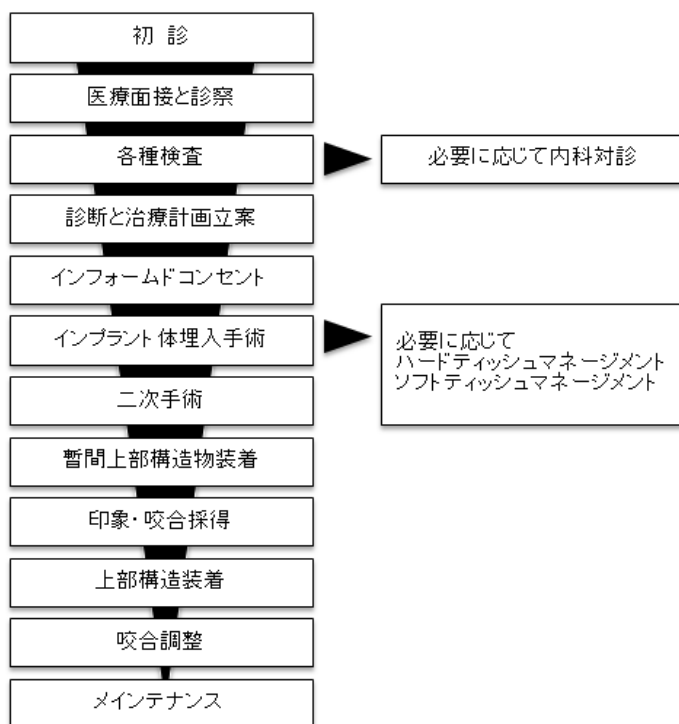 初 診
医療面接と診察
各種検査
必要に応じて内科対診
診断と治療計画立案
インフォームドコンセント
インプラント体埋入手術
必要に応じて
ハードティッシュマネージメント
ソフトティッシュマネージメント
二次手術
暫間上部構造物装着
印象・咬合採得
上部構造装着
咬合調整
メインテナンス